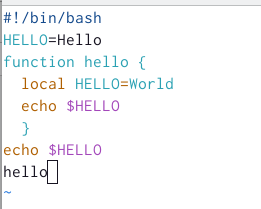 #!/bin/bash
HELLO=Hello
function hello {
  local HELLO=World
  echo $HELLO
  }
echo $HELLO
hello
~